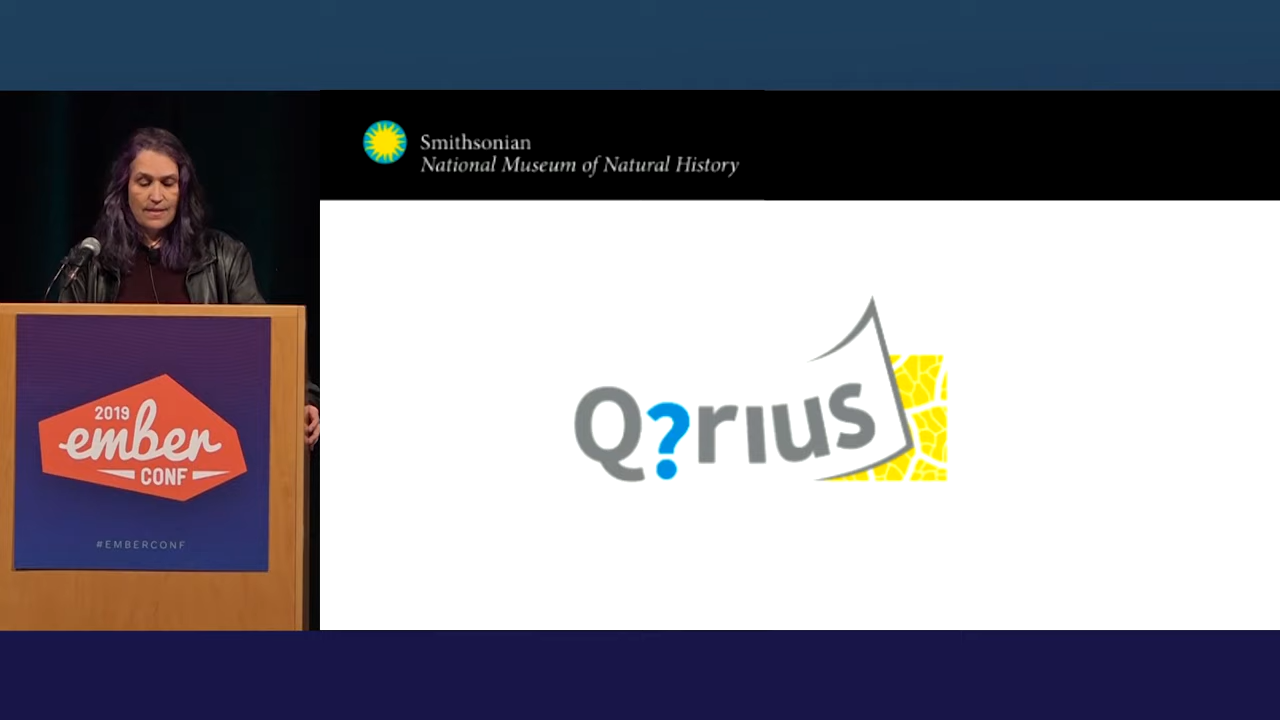 Smithsonian
National Museum of Natural History
Q?rius
2019
ember
CONF
#EMBERCONF